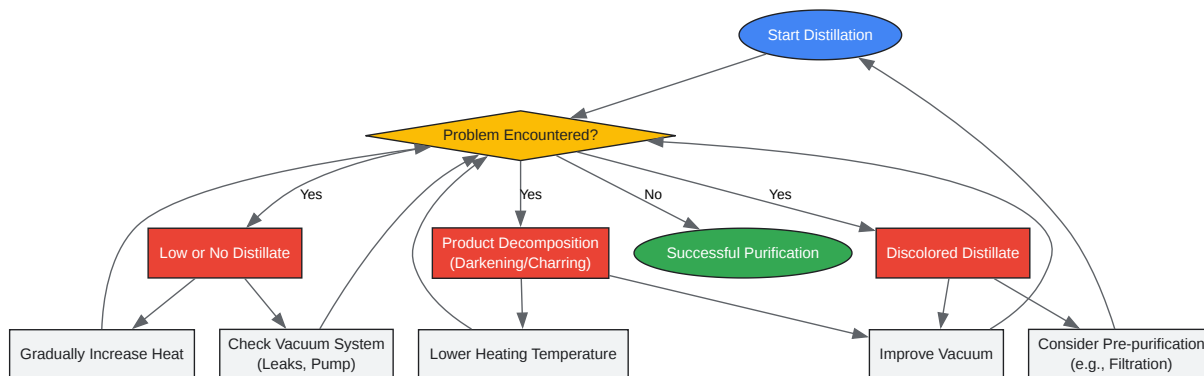 Start Distillation
Problem Encountered?
Yes
Yes
No
Yes
Low or No Distillate
Product Decomposition
(Darkening/Charring)
Successful Purification
Discolored Distillate
Gradually Increase Heat
Check Vacuum System
(Leaks, Pump)
Lower Heating Temperature
Improve Vacuum
Consider Pre-purification
(e.g., Filtration)